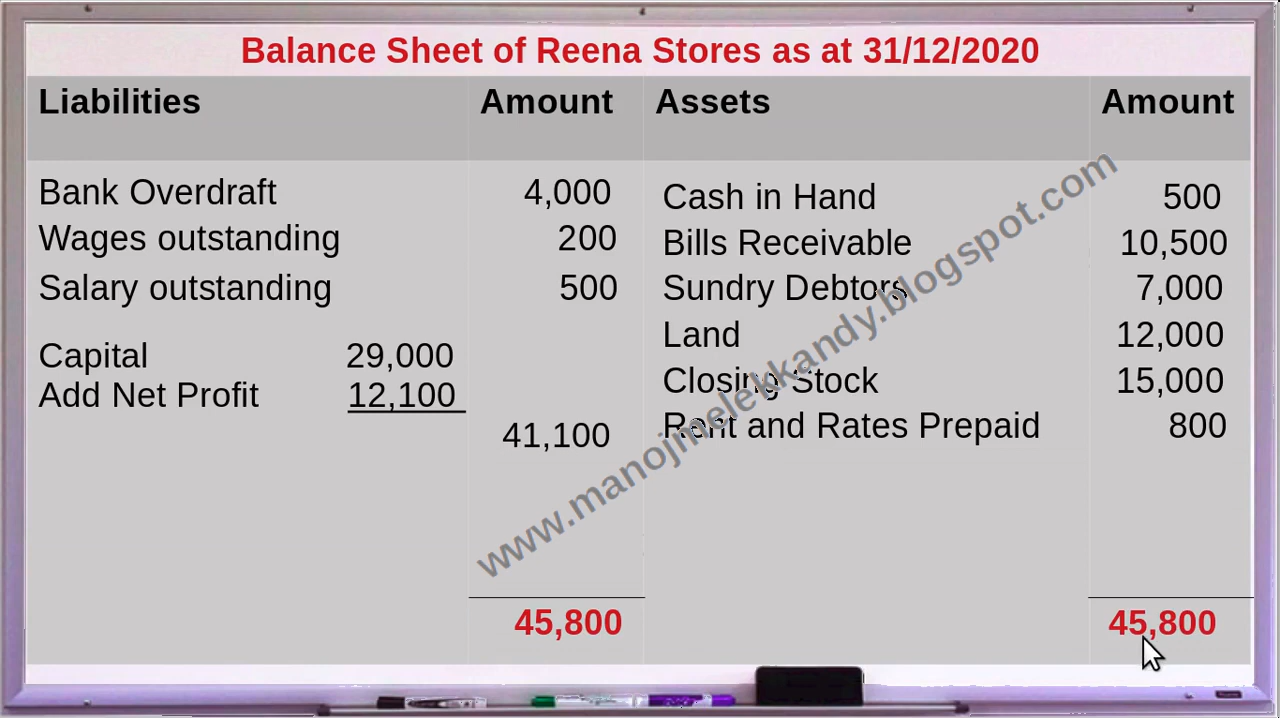 Balance Sheet of Reena Stores as at 31/12/2020
Liabilities Amount Assets Amount
Bank Overdraft 4,000 Cash in Hand 500
Wages outstanding 200 Bills Receivable 10,500
Salary outstanding 500 Sundry Debtors 7,000
Land 12,000
Capital 29,000
Closing Stock 15,000
Add Net Profit 12,100
41,100 Rent and Rates Prepaid 800
45,800 45,800
www.manojmelekkandy.blogspot.com